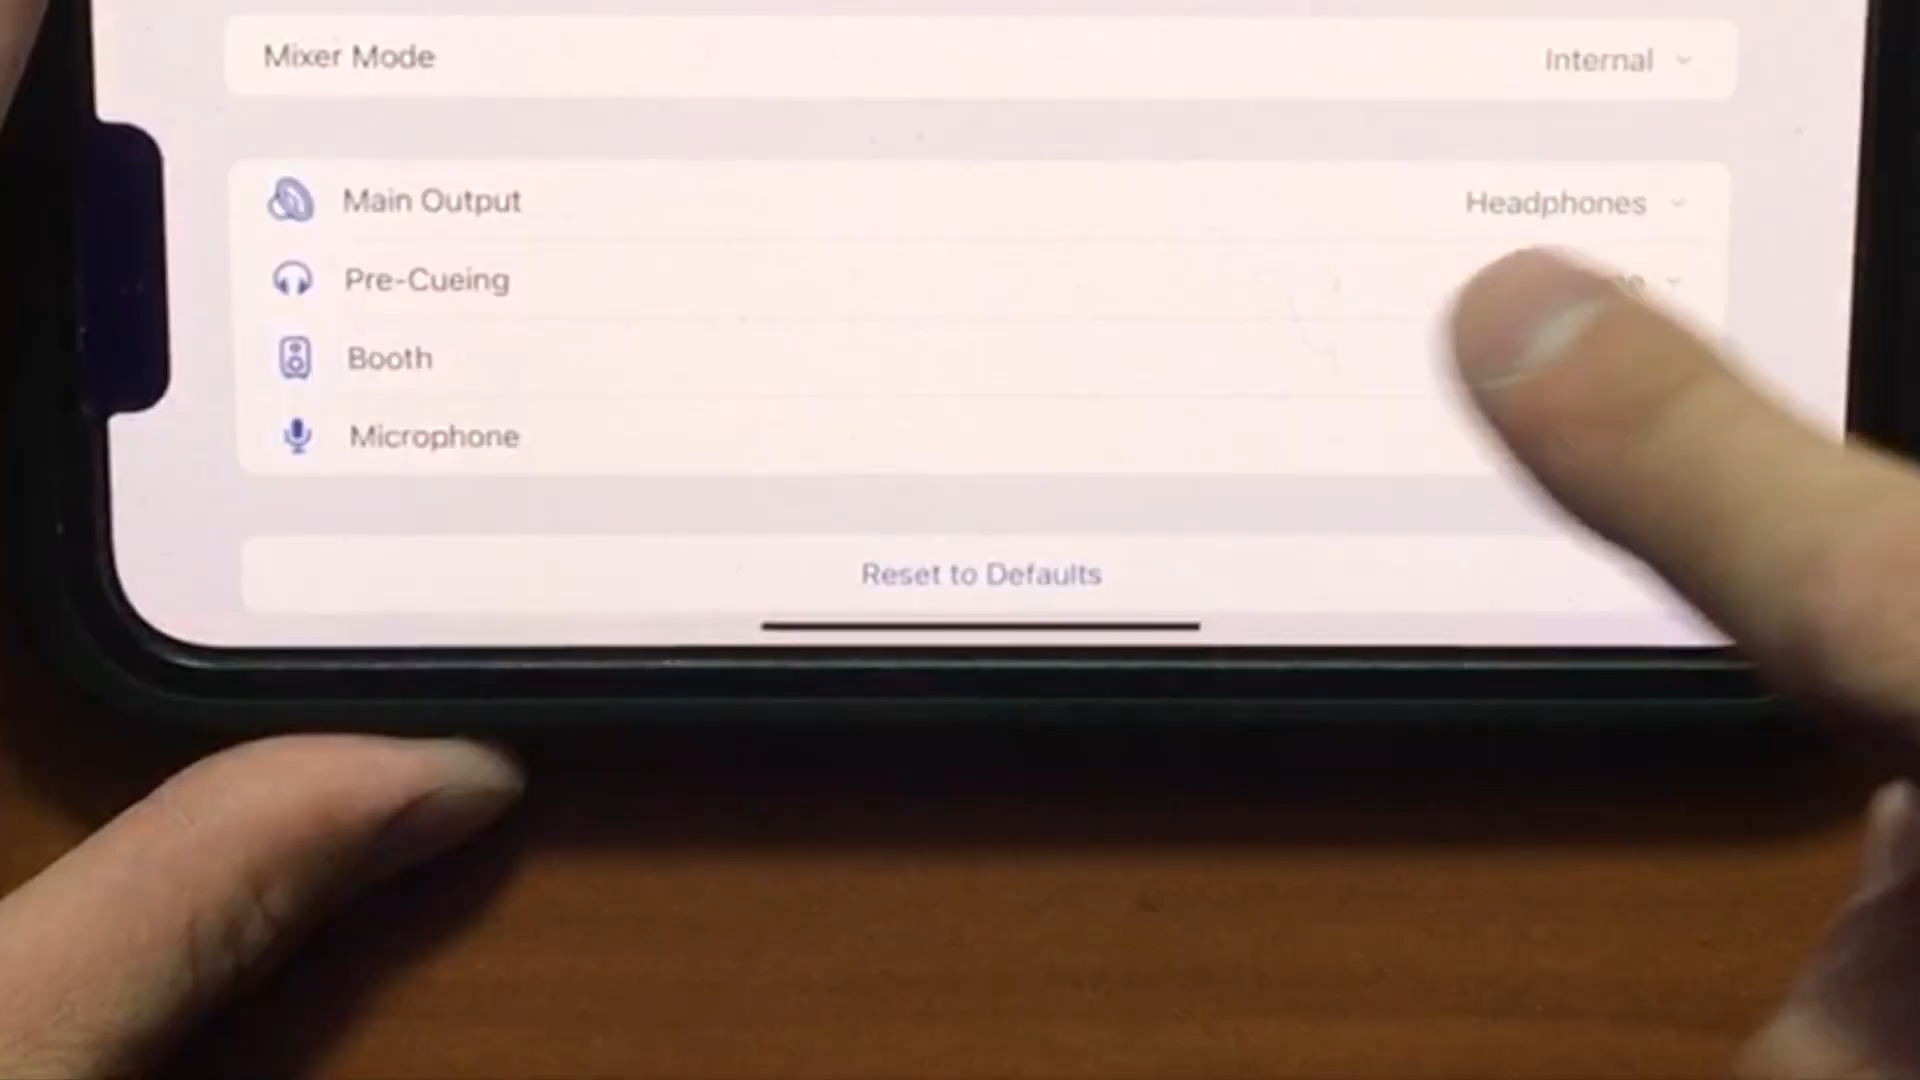 Mixer Mode
Internal
Main Output
Headphones
Pre-Cueing
Booth
Microphone
Reset to Defaults